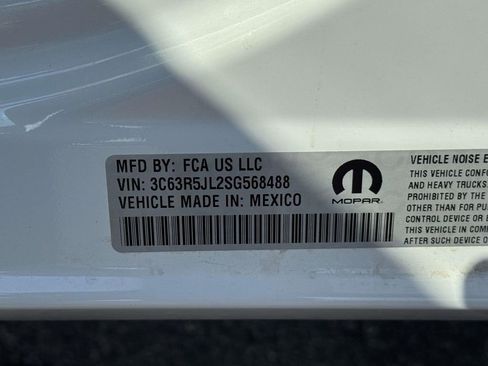 MFD BY: FCA US LLC
VIN: 3C63R5JL2SG568488
VEHICLE MADE IN: MEXICO
MOPAR
VEHICLE NOISE
THIS VEHICLE CONF
AND HEAVY TRUCKS.
PROHIBITED BY THE
OTHER THAN FOR PU
CONTROL DEVICE OR E
THIS VEHICLE IN COM
AFTER SUCH DEVICE O